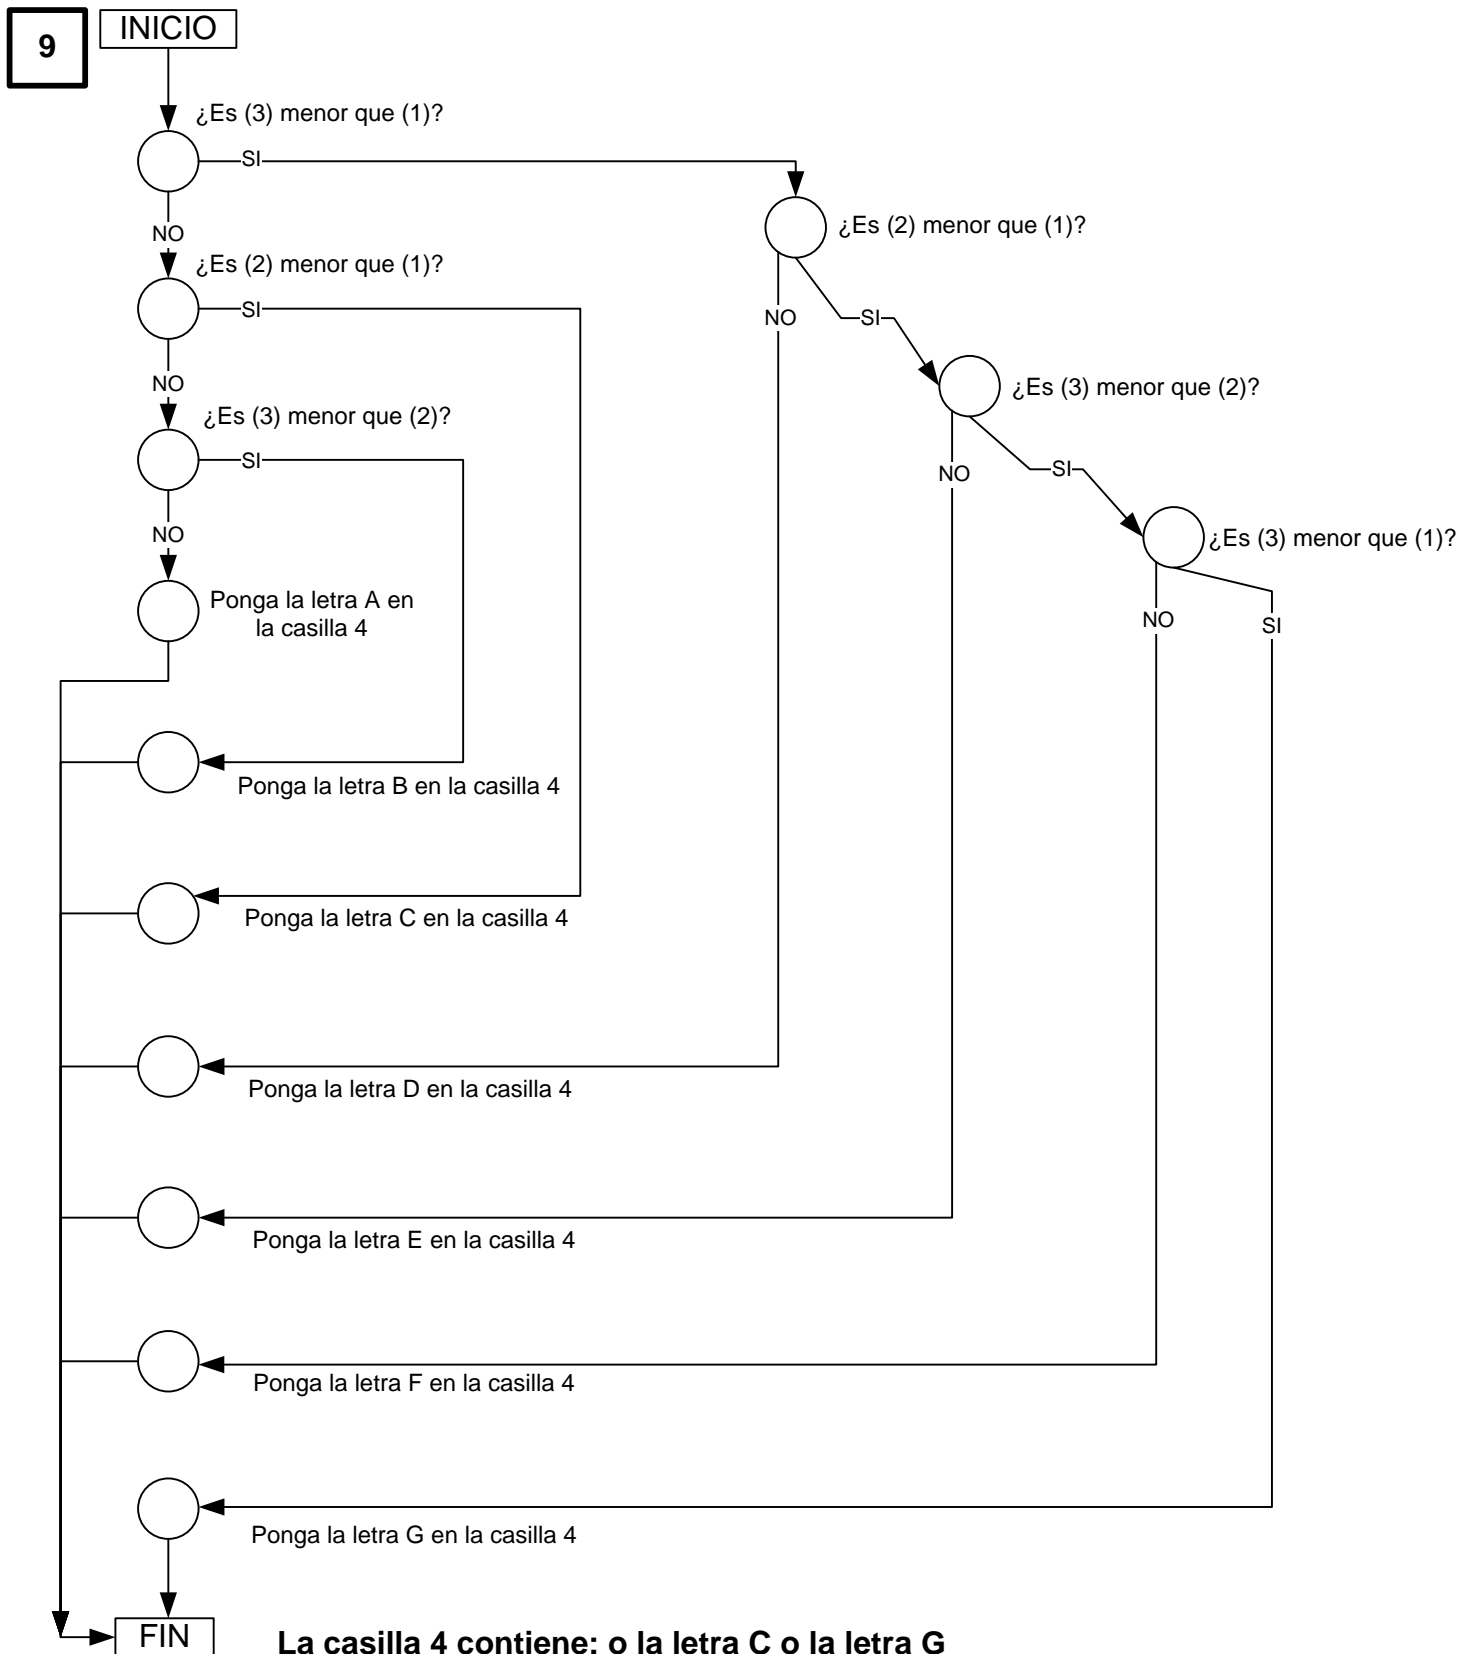 9
INICIO
¿Es (3) menor que (1)?
SI
NO
¿Es (2) menor que (1)?
¿Es (2) menor que (1)?
SI
NO
SI
NO
¿Es (3) menor que (2)?
¿Es (3) menor que (2)?
SI
NO
SI
NO
¿Es (3) menor que (1)?
NO
SI
Ponga la letra A en
la casilla 4
Ponga la letra B en la casilla 4
Ponga la letra C en la casilla 4
Ponga la letra D en la casilla 4
Ponga la letra E en la casilla 4
Ponga la letra F en la casilla 4
Ponga la letra G en la casilla 4
FIN
La casilla 4 contiene: o la letra C o la letra G